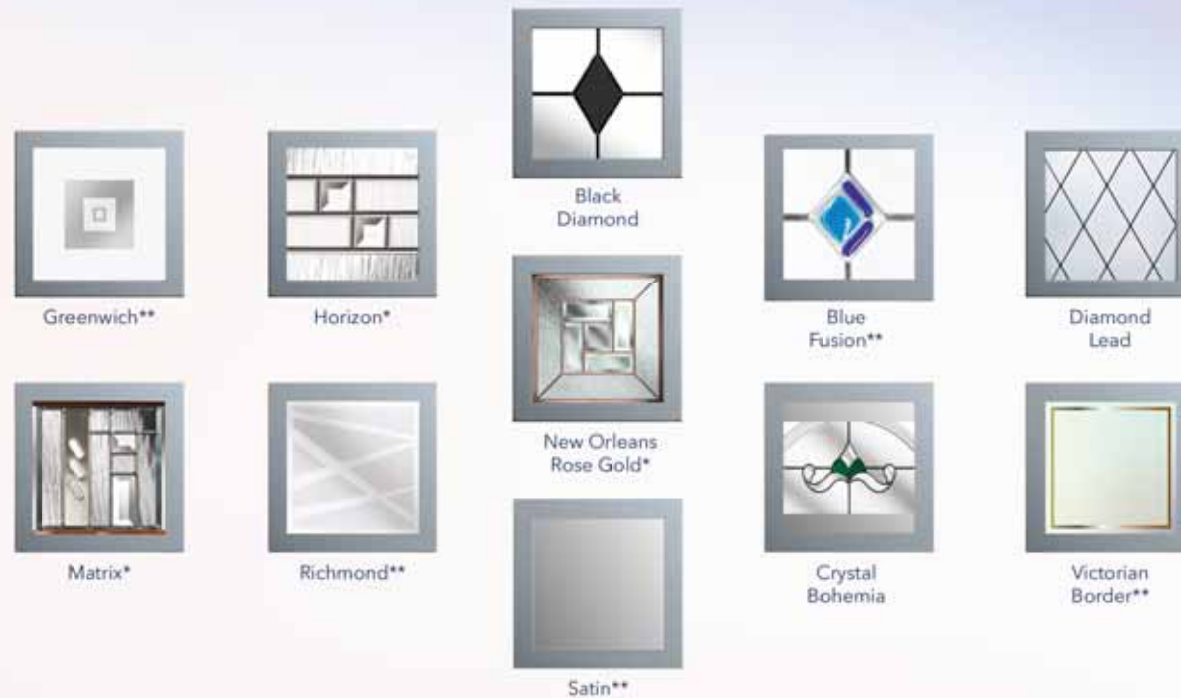 Black
Diamond
Greenwich**
Horizon*
Blue
Fusion**
Diamond
Lead
New Orleans
Rose Gold*
Matrix*
Richmond**
Crystal
Bohemia
Victorian
Border**
Satin**